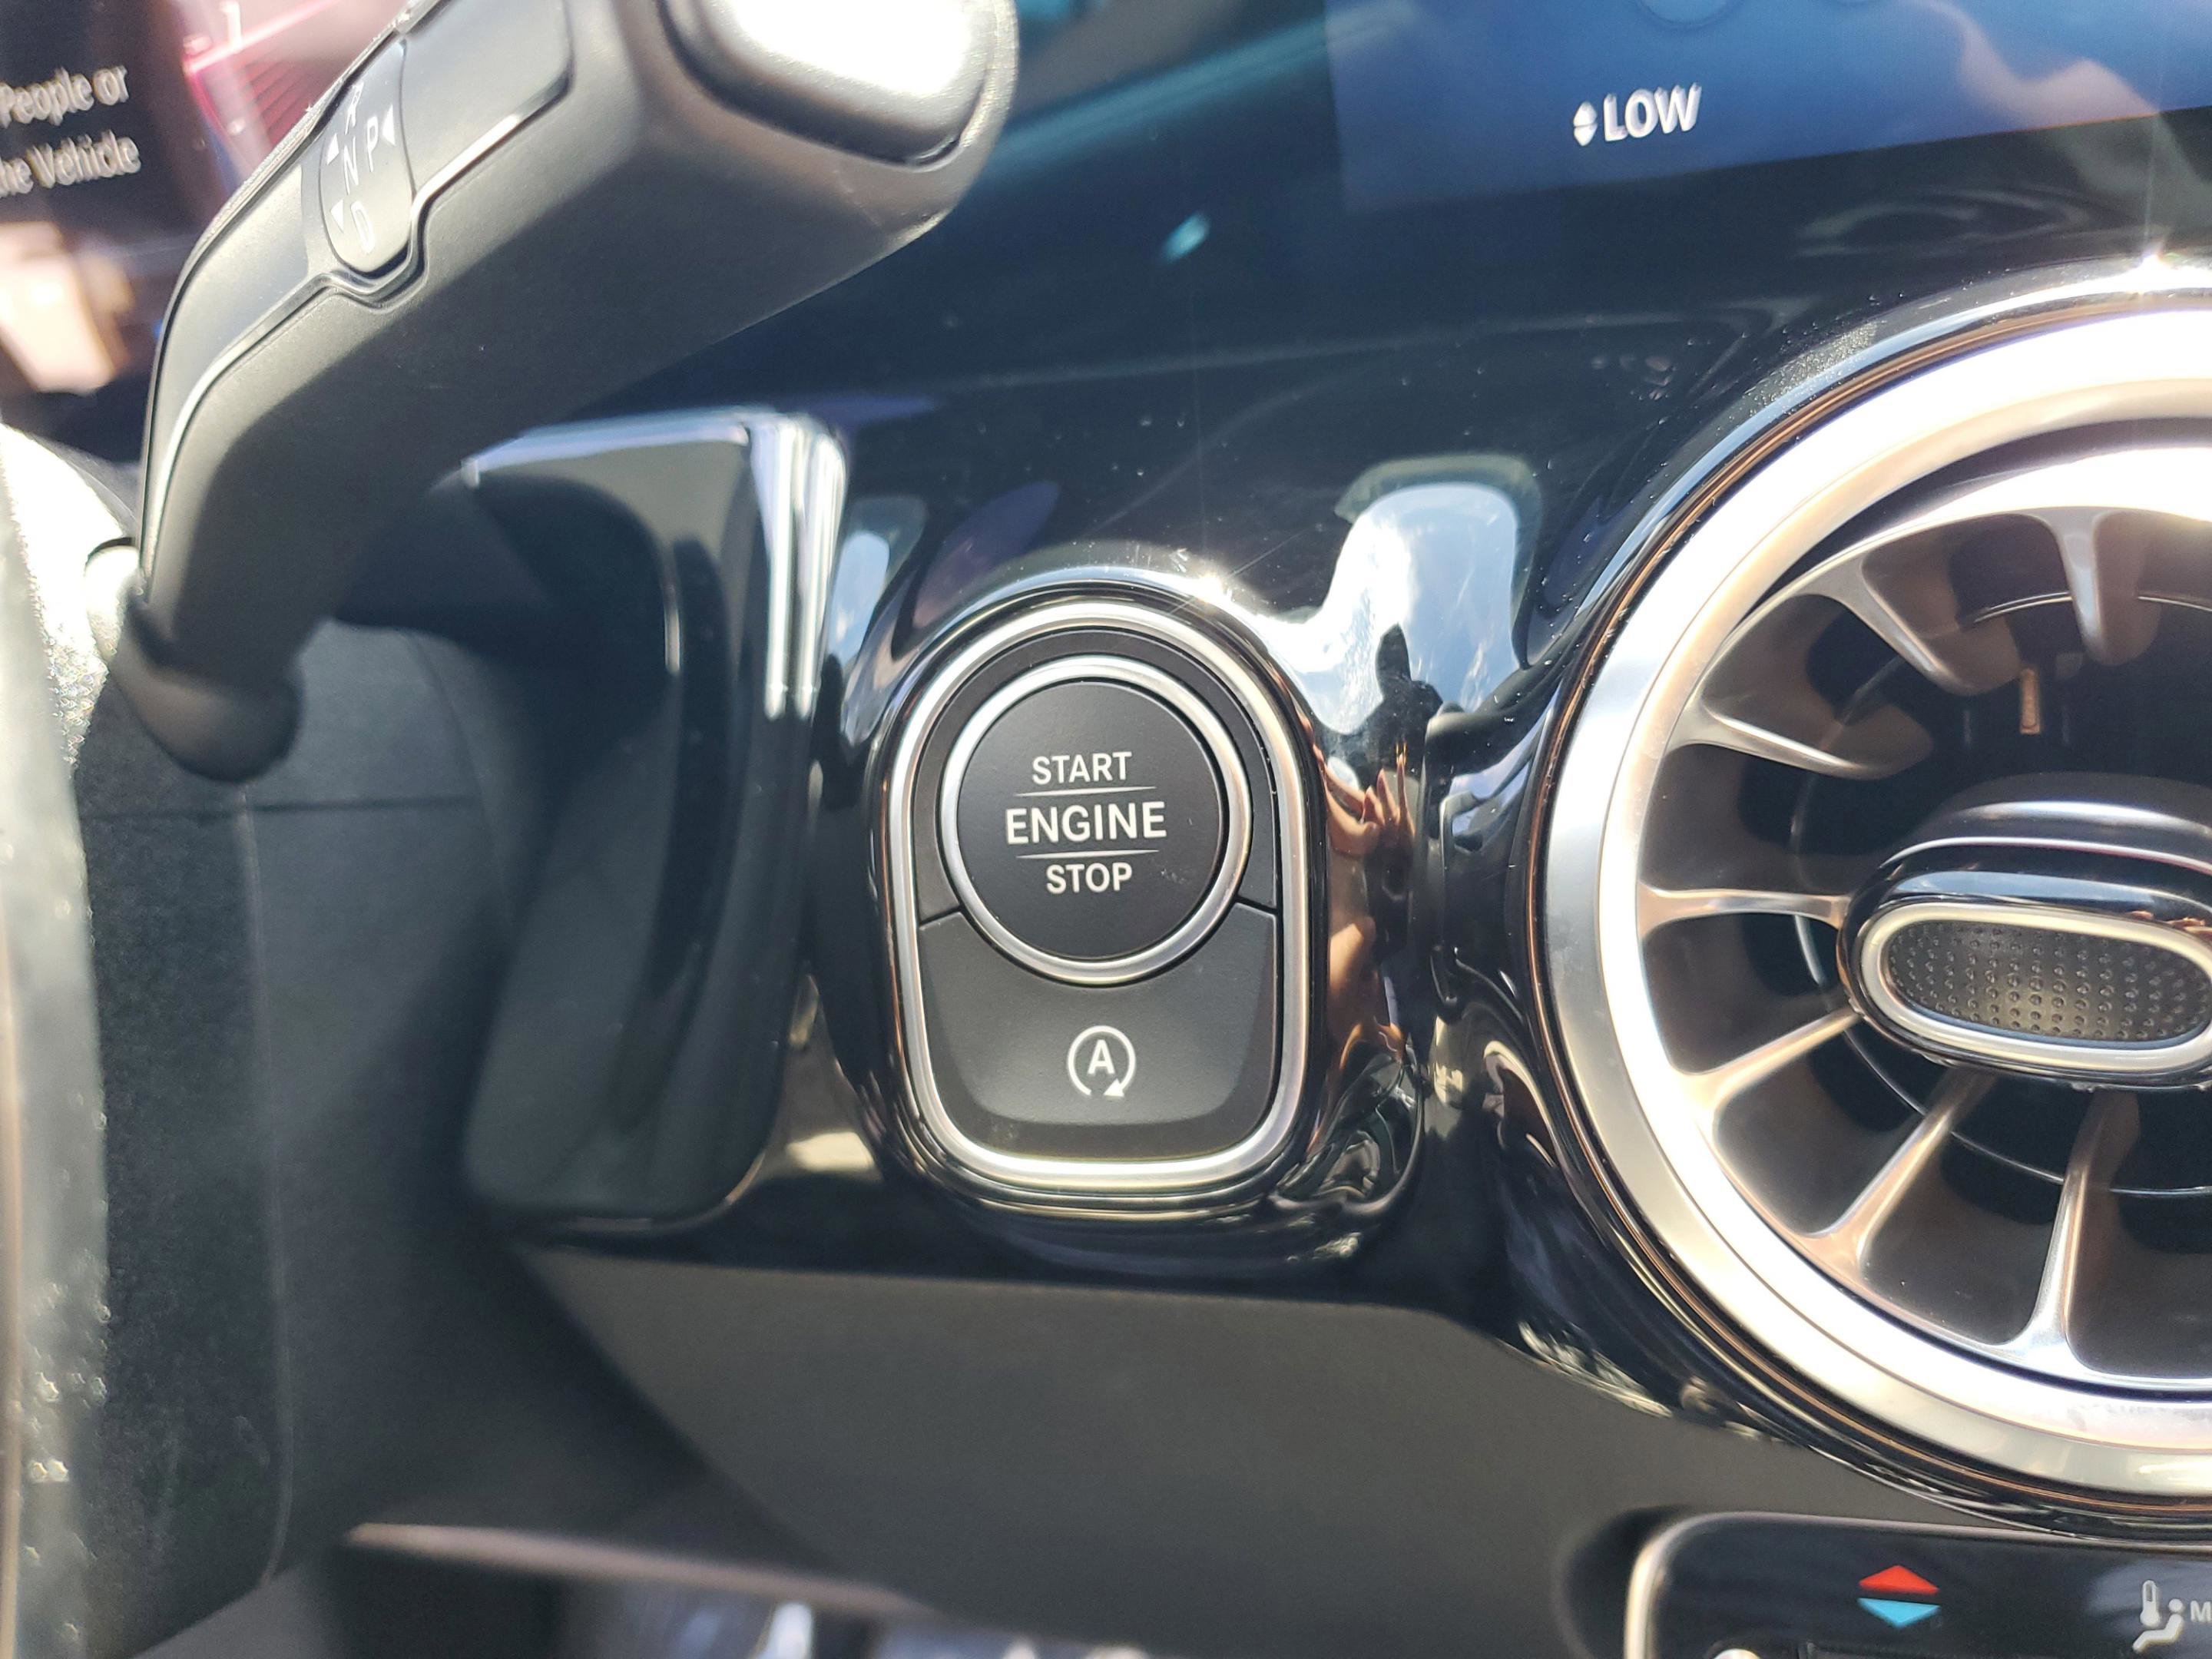 People or
the Vehicle
R
N P
D
LOW
START
ENGINE
STOP
A
M